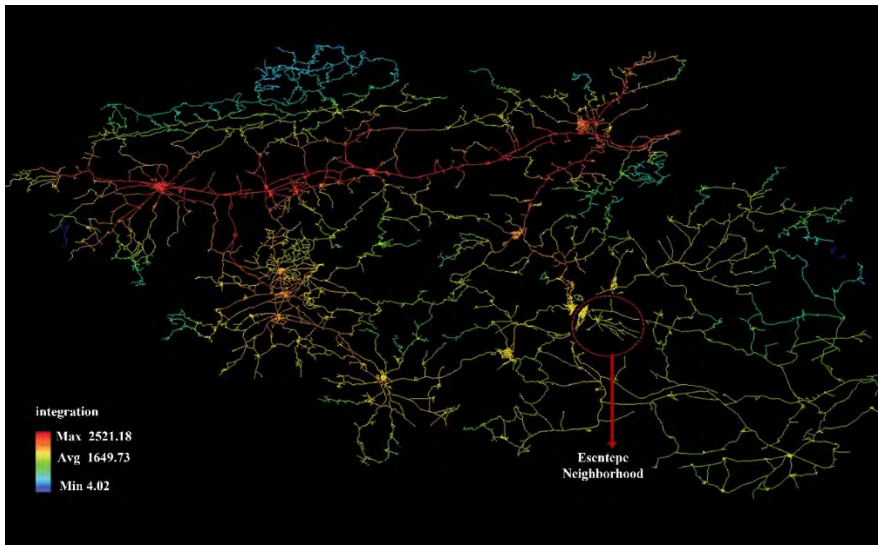 integration
Max 2521.18
Avg 1649.73
Min 4.02
Esentepe
Neighborhood